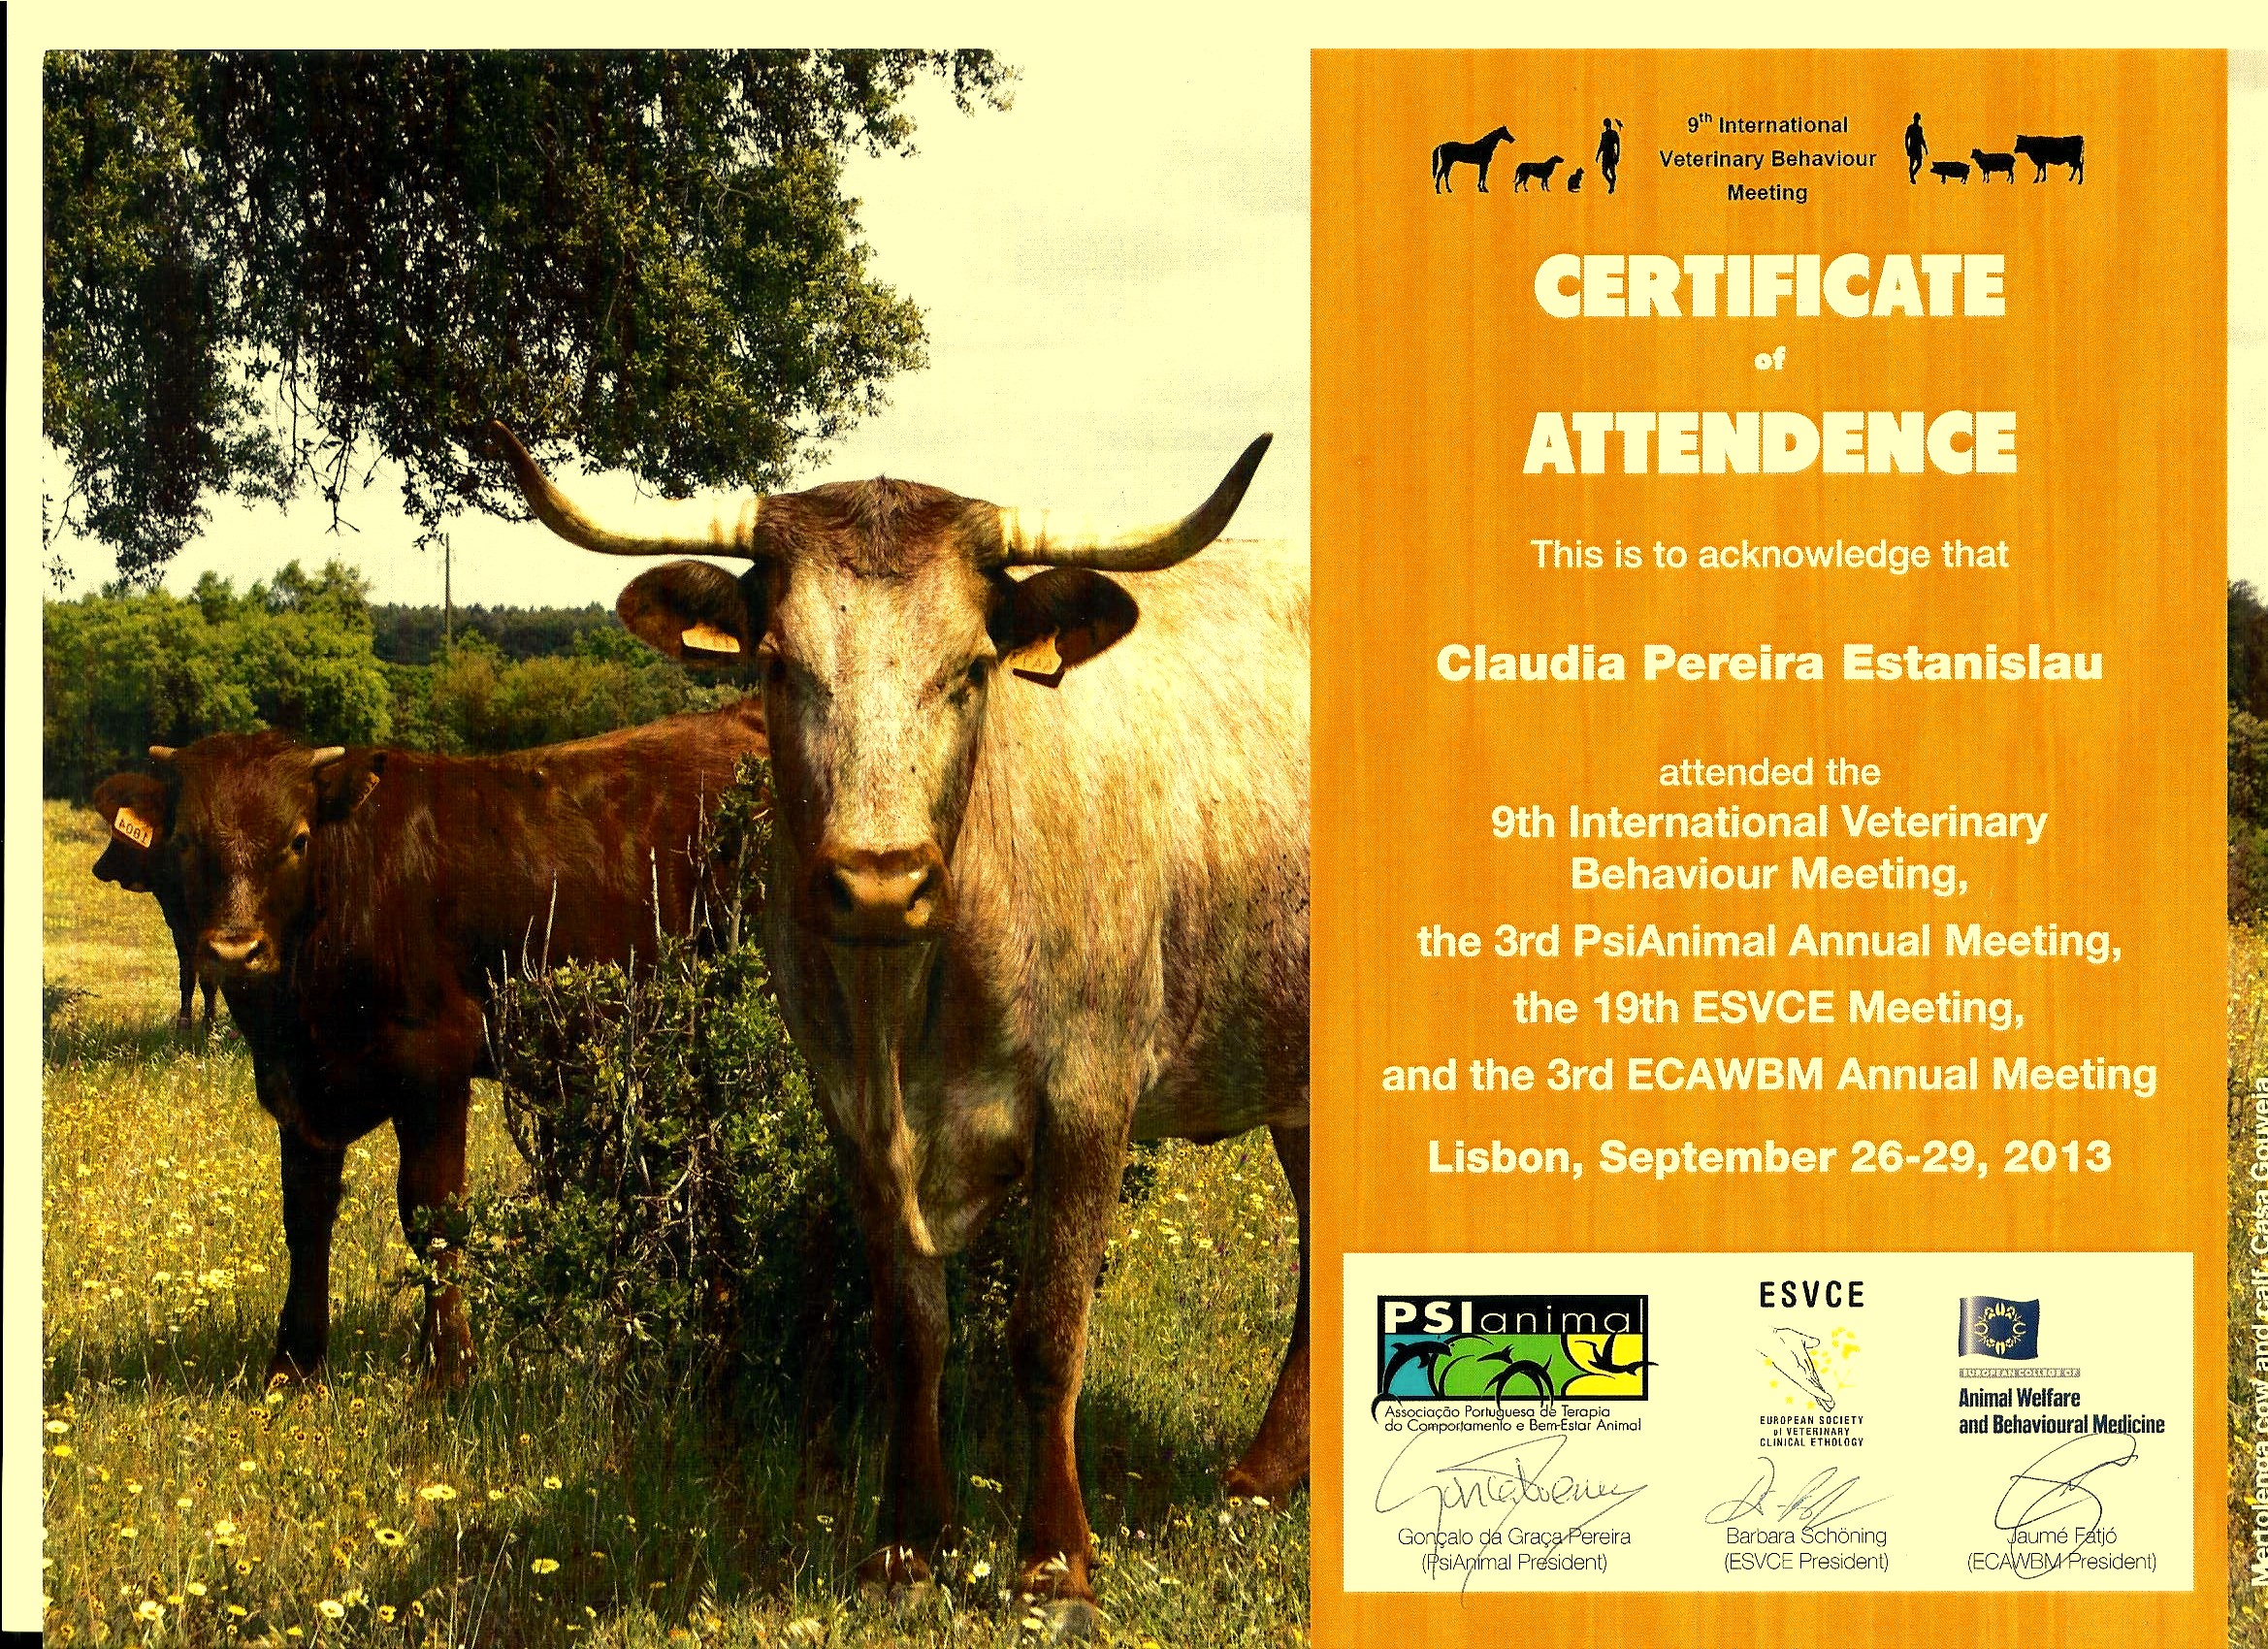 9th International
Veterinary Behaviour
Meeting
CERTIFICATE
of
ATTENDENCE
This is to acknowledge that
Claudia Pereira Estanislau
attended the
9th International Veterinary
Behaviour Meeting,
the 3rd PsiAnimal Annual Meeting,
the 19th ESVCE Meeting,
and the 3rd ECAWBM Annual Meeting
Lisbon, September 26-29, 2013
PSIanimal
Associação Portuguesa de Terapia
do Comportamento e Bem-Estar Animal
ESVCE
EUROPEAN SOCIETY
of VETERINARY
CLINICAL ETHOLOGY
EUROPEAN COLLEGE OF
Animal Welfare
and Behavioural Medicine
Gonçalo da Graça Pereira
(PsiAnimal President)
Barbara Schöning
(ESVCE President)
Jaumé Fatjó
(ECAWBM President)
Mertolenga cow and calf. Casa Gouveia
1804